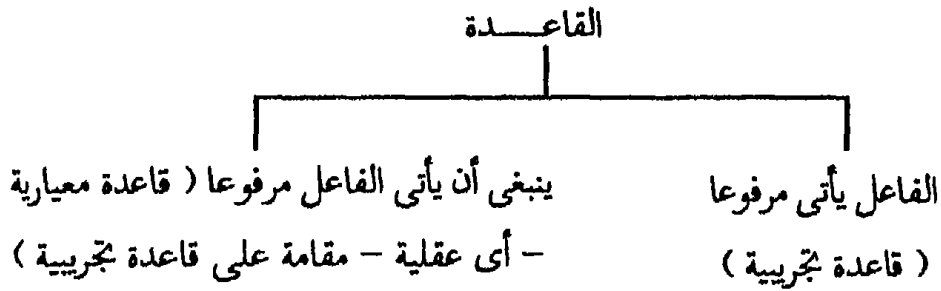 القاعـــدة
الفاعل يأتى مرفوعا
( قاعدة تجريبية )
ينبغى أن يأتى الفاعل مرفوعا ( قاعدة معيارية
– أى عقلية – مقامة على قاعدة تجريبية )